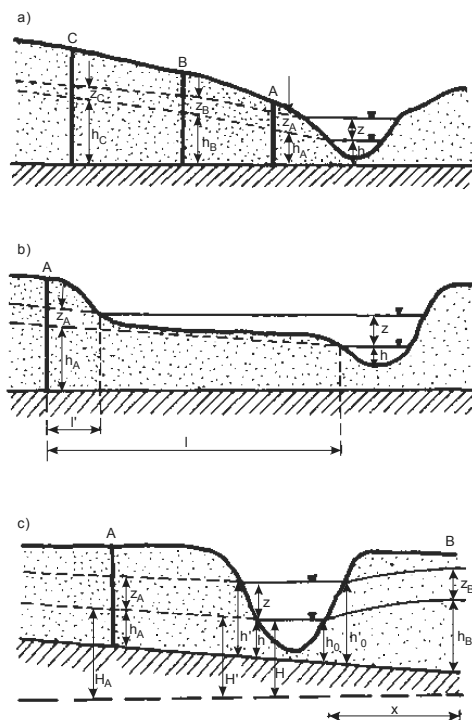 a)
C
B
A
z_C
z_B
z_A
z
h_C
h_B
h_A
h
b)
A
z_A
z
h_A
h
l'
l
c)
A
B
z_A
z
z_B
h_A
h'
h
h_0
h'_0
h_B
H_A
H'
H
x